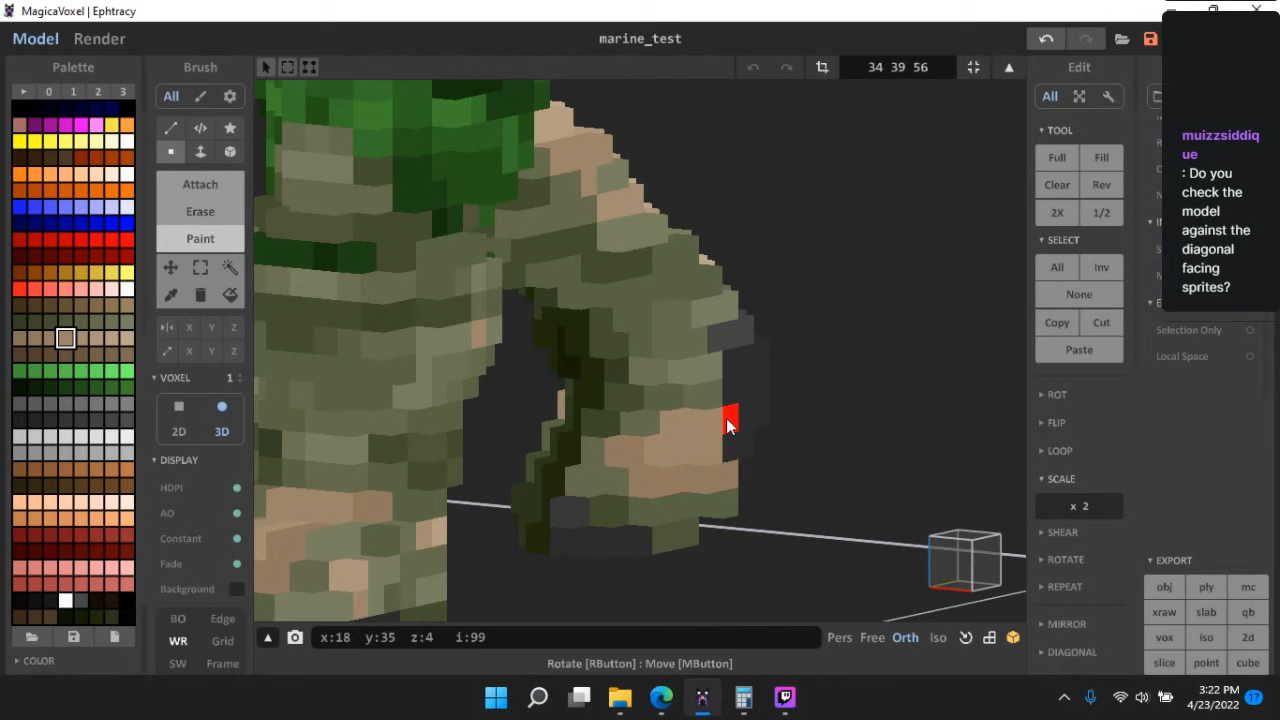 MagicaVoxel | Ephtracy
Model Render
marine_test
Palette
Brush
34 39 56
Edit
0 1 2 3
All
All
TOOL
Full Fill
Clear Rev
2X 1/2
Attach
Erase
Paint
SELECT
All Inv
None
Copy Cut
Paste
X Y Z
X Y Z
VOXEL 1
2D 3D
DISPLAY
HDPI
AO
Constant
Fade
Background
BO Edge
WR Grid
SW Frame
COLOR
muizzsiddiq
ue
: Do you
check the
model
against the
diagonal
facing
sprites?
Selection Only
Local Space
ROT
FLIP
LOOP
SCALE
x 2
SHEAR
ROTATE
REPEAT
MIRROR
DIAGONAL
EXPORT
obj ply mc
xraw slab qb
vox iso 2d
slice point cube
x:18 y:35 z:4 i:99
Pers Free Orth Iso
Rotate [RButton] : Move [MButton]
3:22 PM
4/23/2022
17